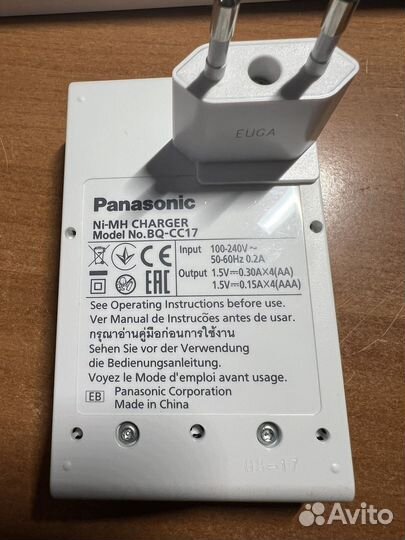 EUGA
Panasonic
Ni-MH CHARGER
Model No.BQ-CC17
Input 100-240V~
50-60Hz 0.2A
Output 1.5V⎓0.30A×4(AA)
1.5V⎓0.15A×4(AAA)
CE
EAC
See Operating Instructions before use.
Ver Manual de Instrucões antes de usar.
กรุณาอ่านคู่มือก่อนการใช้งาน
Sehen Sie vor der Verwendung
die Bedienungsanleitung.
Voyez le Mode d'emploi avant usage.
EB Panasonic Corporation
Made in China
Avito